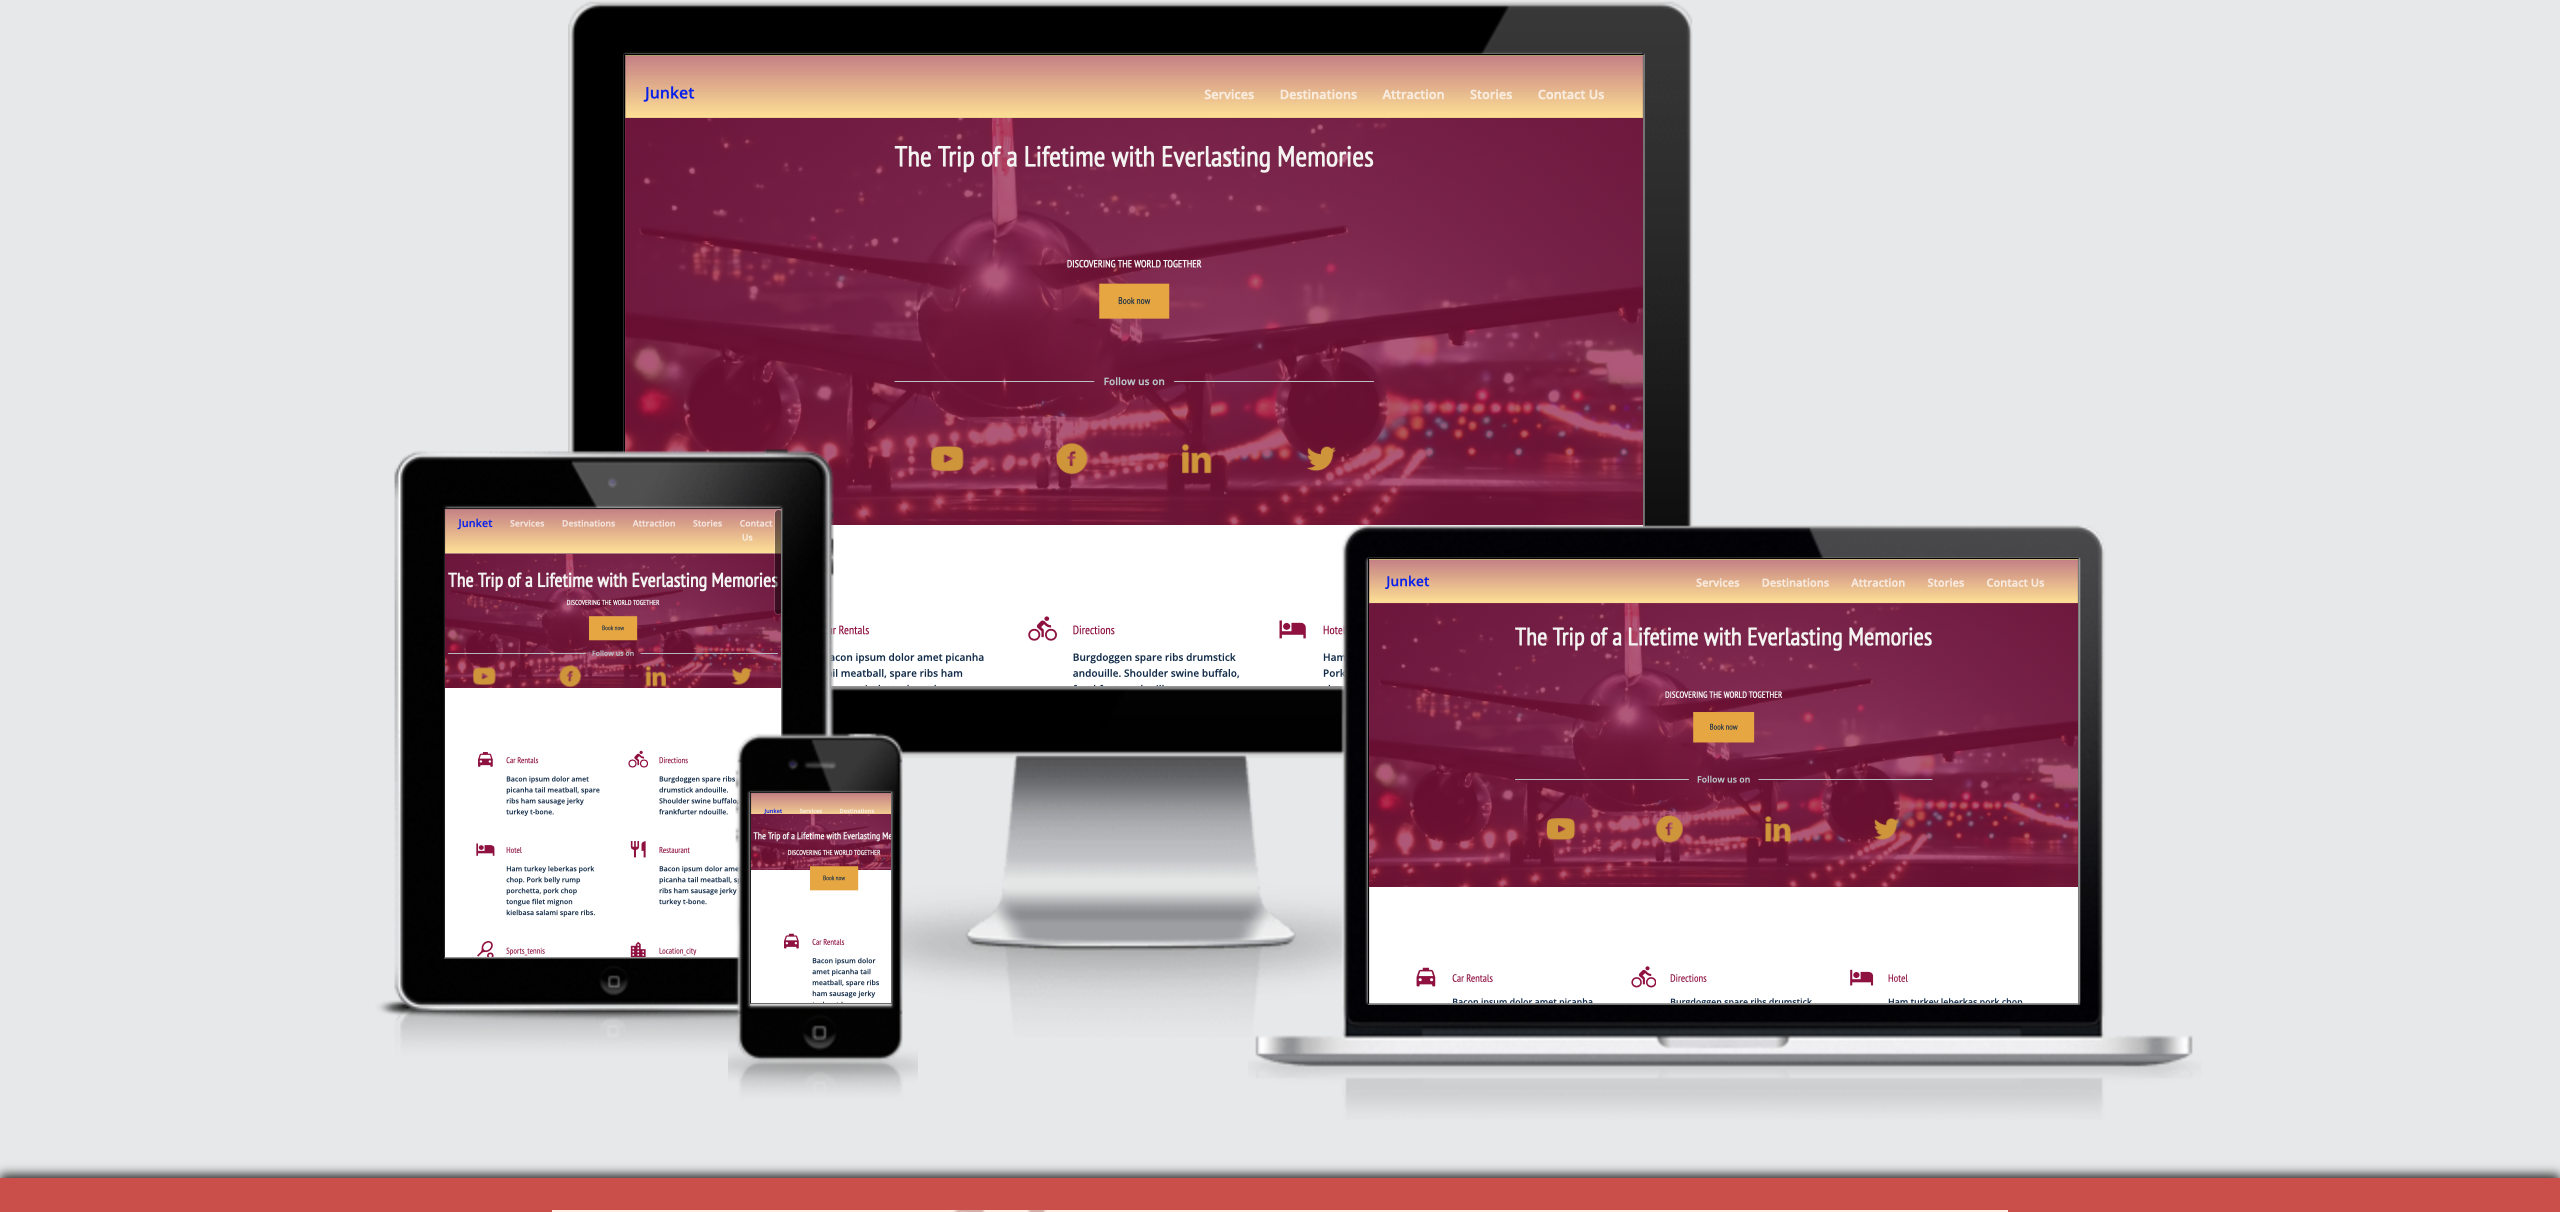 Junket
Services Destinations Attraction Stories Contact Us
The Trip of a Lifetime with Everlasting Memories
DISCOVERING THE WORLD TOGETHER
Book now
Follow us on
Rentals
Directions
acon ipsum dolor amet picanha
Burgdoggen spare ribs drumstick
Ham
meatball, spare ribs ham
andouille. Shoulder swine buffalo,
Pork
Junket Services Destinations Attraction Stories Contact
Us
The Trip of a Lifetime with Everlasting Memories
DISCOVERING THE WORLD TOGETHER
Book now
Follow us on
Car Rentals
Bacon ipsum dolor amet
picanha tail meatball, spare
ribs ham sausage jerky
turkey t-bone.
Directions
Burgdoggen spare ribs
drumstick andouille.
Shoulder swine buffalo,
frankfurter ndouille.
Hotel
Ham turkey leberkas pork
chop. Pork belly rump
porchetta, pork chop
tongue filet mignon
kielbasa salami spare ribs.
Restaurant
Bacon ipsum dolor ame
picanha tail meatball, s
ribs ham sausage jerky
turkey t-bone.
Sports_tennis
Location_city
Junket Services Destinations
The Trip of a Lifetime with Everlasting Me
DISCOVERING THE WORLD TOGETHER
Book now
Car Rentals
Bacon ipsum dolor
amet picanha tail
meatball, spare ribs
ham sausage jerky
Junket
Services Destinations Attraction Stories Contact Us
The Trip of a Lifetime with Everlasting Memories
DISCOVERING THE WORLD TOGETHER
Book now
Follow us on
Car Rentals
Directions
Hotel
Bacon ipsum dolor amet picanha
Burgdoggen spare ribs drumstick
Ham turkey leberkas pork chop